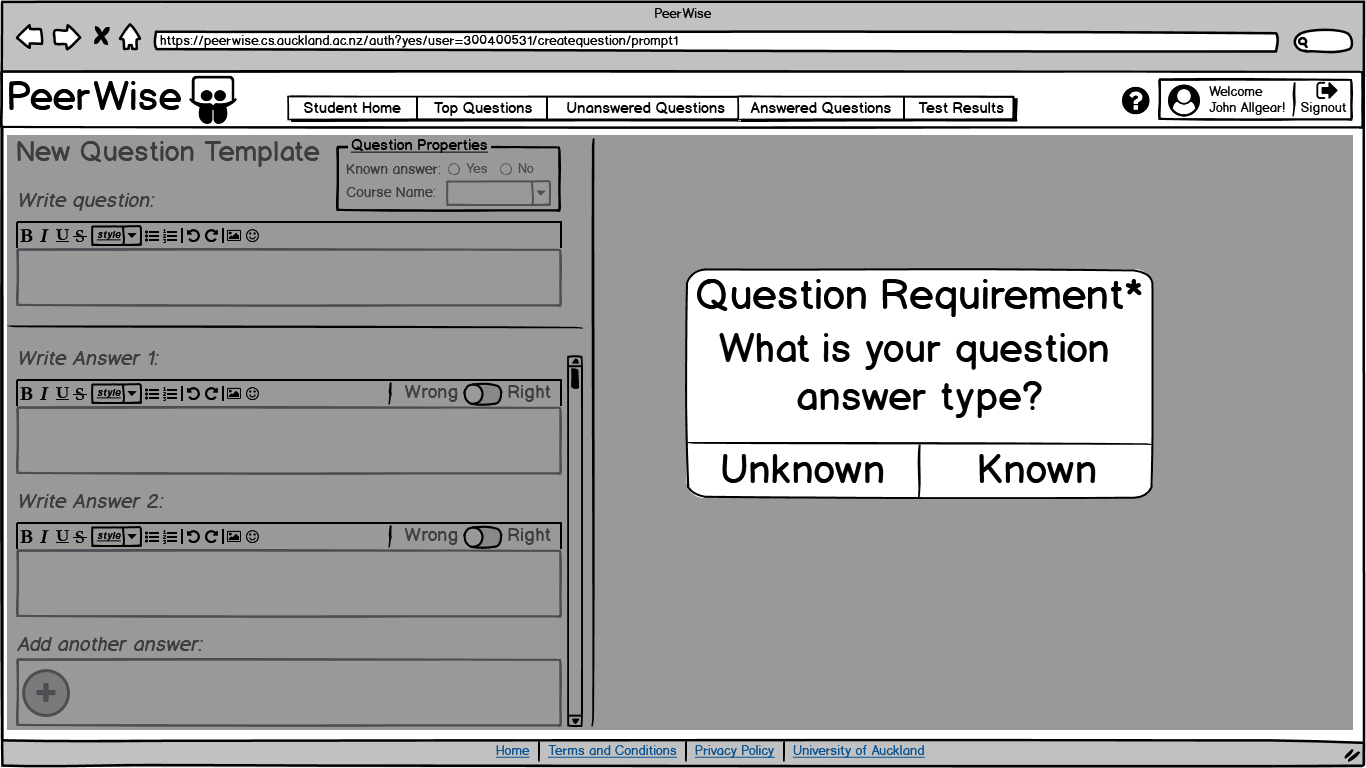 PeerWise
https://peerwise.cs.auckland.ac.nz/auth?yes/user=300400531/createquestion/prompt1
PeerWise
Student Home
Top Questions
Unanswered Questions
Answered Questions
Test Results
?
Welcome
John Allgear!
Signout
New Question Template
Question Properties
Known answer: Yes No
Course Name:
Write question:
B I U S style
Write Answer 1:
B I U S style Wrong Right
Write Answer 2:
B I U S style Wrong Right
Add another answer:
+
Question Requirement*
What is your question
answer type?
Unknown Known
Home Terms and Conditions Privacy Policy University of Auckland